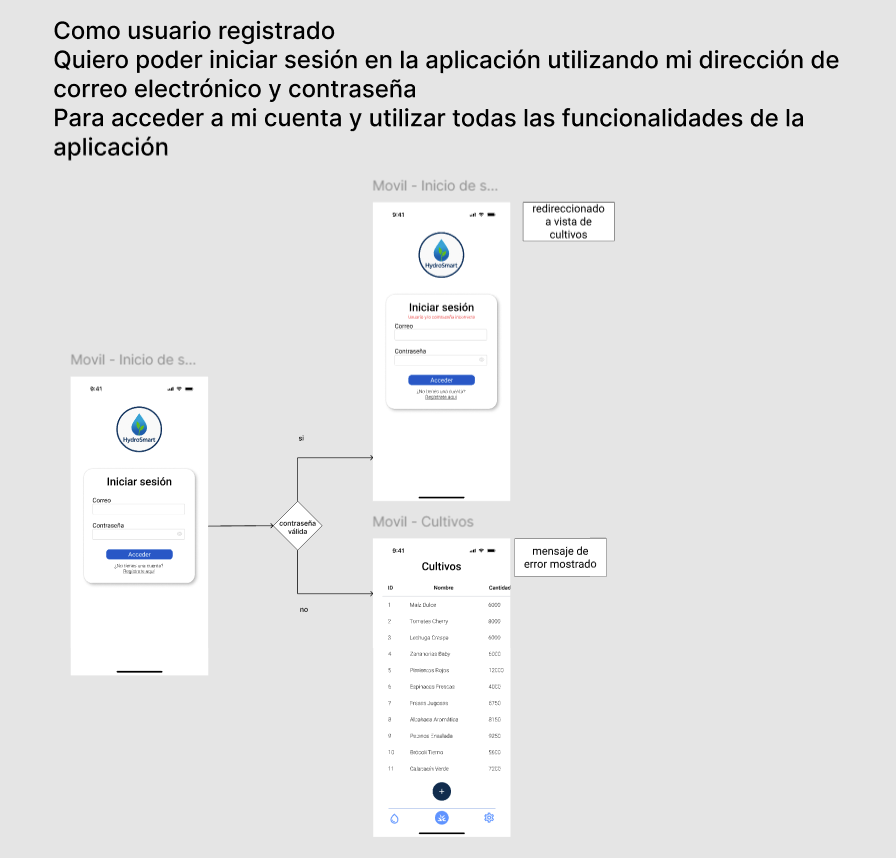 Como usuario registrado
Quiero poder iniciar sesión en la aplicación utilizando mi dirección de
correo electrónico y contraseña
Para acceder a mi cuenta y utilizar todas las funcionalidades de la
aplicación
Movil - Inicio de s...
9:41
HydroSmart
Iniciar sesión
Usuario y/o contraseña incorrecta
Correo
Contraseña
Acceder
¿No tienes una cuenta?
Regístrate aquí
redireccionado
a vista de
cultivos
Movil - Inicio de s...
9:41
HydroSmart
Iniciar sesión
Correo
Contraseña
Acceder
¿No tienes una cuenta?
Regístrate aquí
si
contraseña
válida
no
Movil - Cultivos
9:41
Cultivos
ID Nombre Cantidad
1 Maíz Dulce 6000
2 Tomates Cherry 8000
3 Lechuga Crespa 6000
4 Zanahorias Baby 5000
5 Pimientos Rojos 12000
6 Espinacas Frescas 4000
7 Fresas Jugosas 6750
8 Albahaca Aromática 8150
9 Pepinos Ensalada 9250
10 Brócoli Tierno 5600
11 Calabacín Verde 7200
+
mensaje de
error mostrado